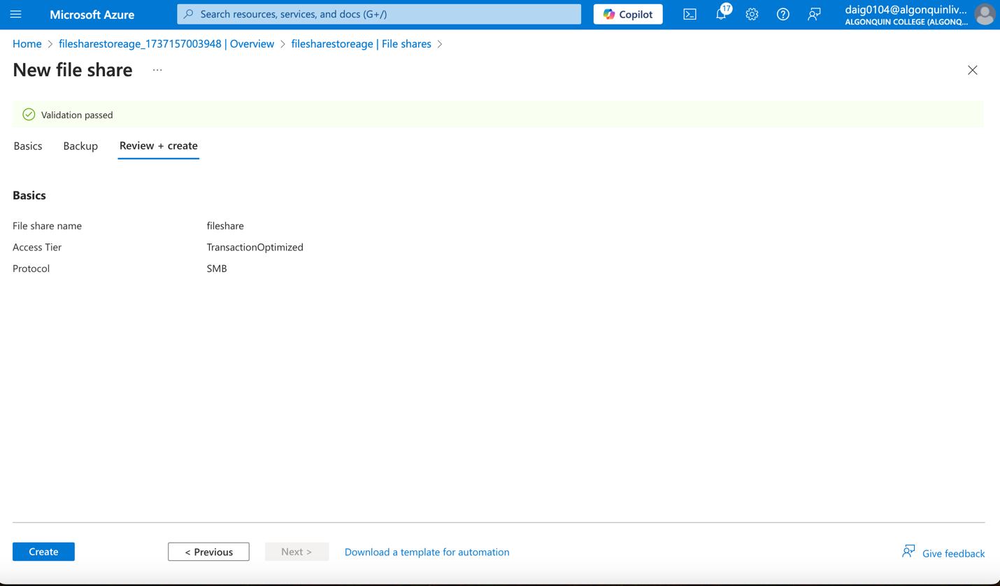 Microsoft Azure
Search resources, services, and docs (G+/)
Copilot
17
daig0104@algonquinliv...
ALGONQUIN COLLEGE (ALGONQ...
Home > filesharestoreage_1737157003948 | Overview > filesharestoreage | File shares >
New file share ...
Validation passed
Basics Backup Review + create
Basics
File share name fileshare
Access Tier TransactionOptimized
Protocol SMB
Create < Previous Next > Download a template for automation Give feedback